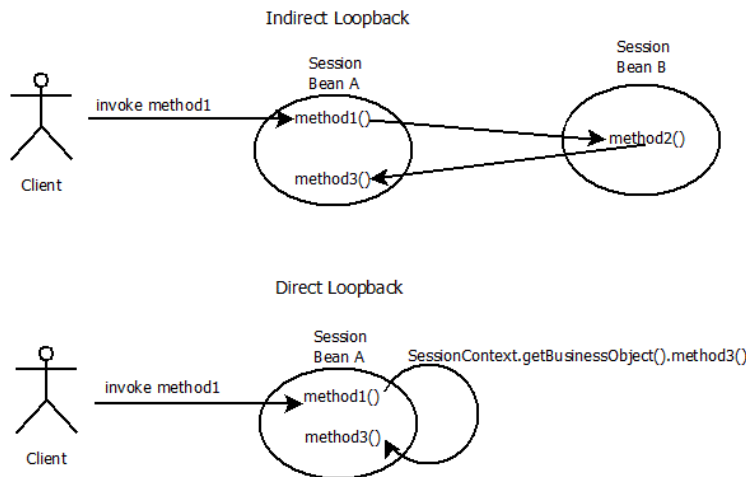 Indirect Loopback
Session
Bean A
Session
Bean B
invoke method1
method1()
method2()
method3()
Client
Direct Loopback
Session
Bean A
SessionContext.getBusinessObject().method3()
invoke method1
method1()
method3()
Client